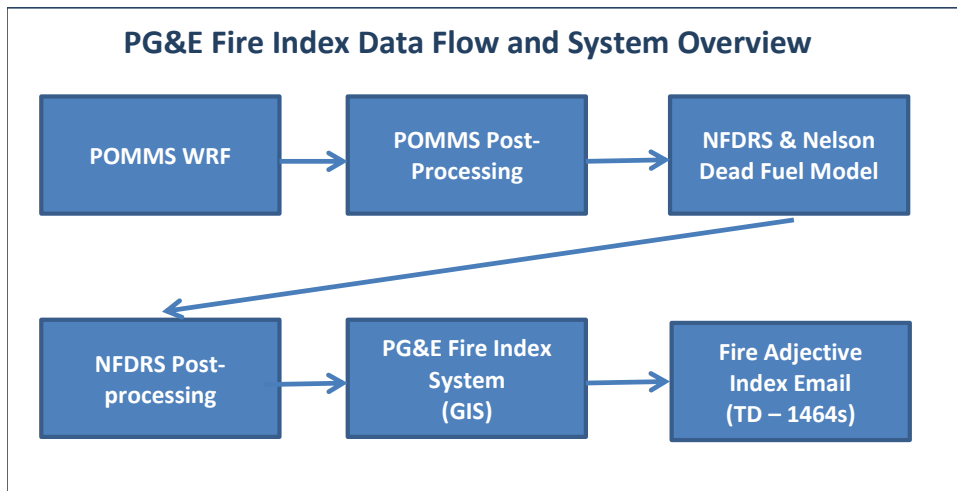 PG&E Fire Index Data Flow and System Overview
POMMS WRF
POMMS Post-
Processing
NFDRS & Nelson
Dead Fuel Model
NFDRS Post-
processing
PG&E Fire Index
System
(GIS)
Fire Adjective
Index Email
(TD – 1464s)